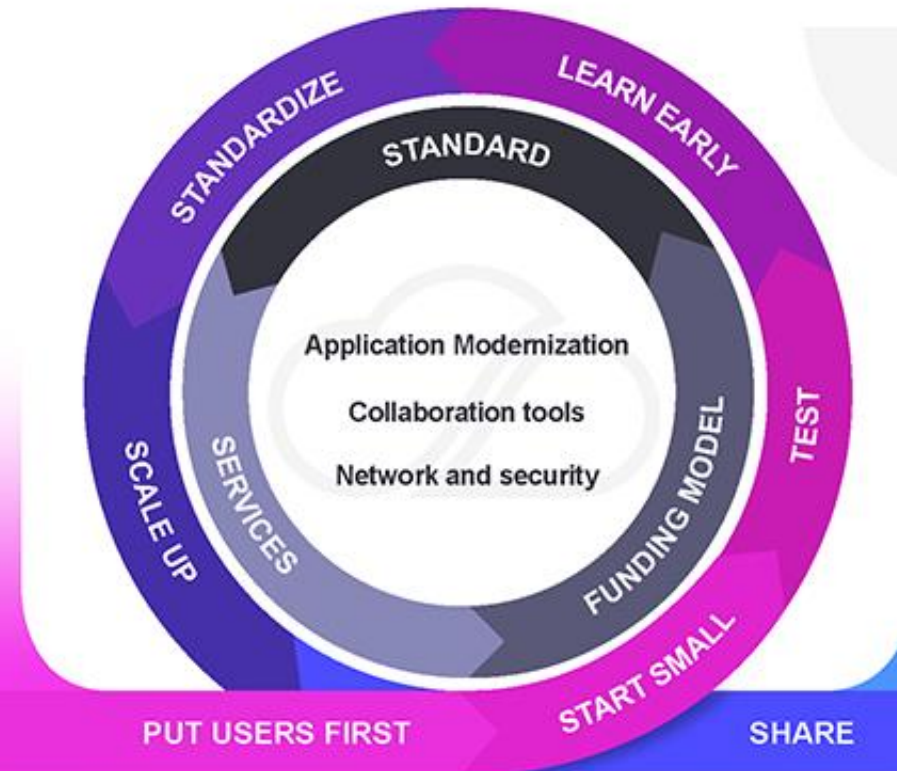 LEARN EARLY
STANDARDIZE
STANDARD
Application Modernization
Collaboration tools
TEST
SERVICES
FUNDING MODEL
SCALE UP
Network and security
START SMALL
PUT USERS FIRST
SHARE